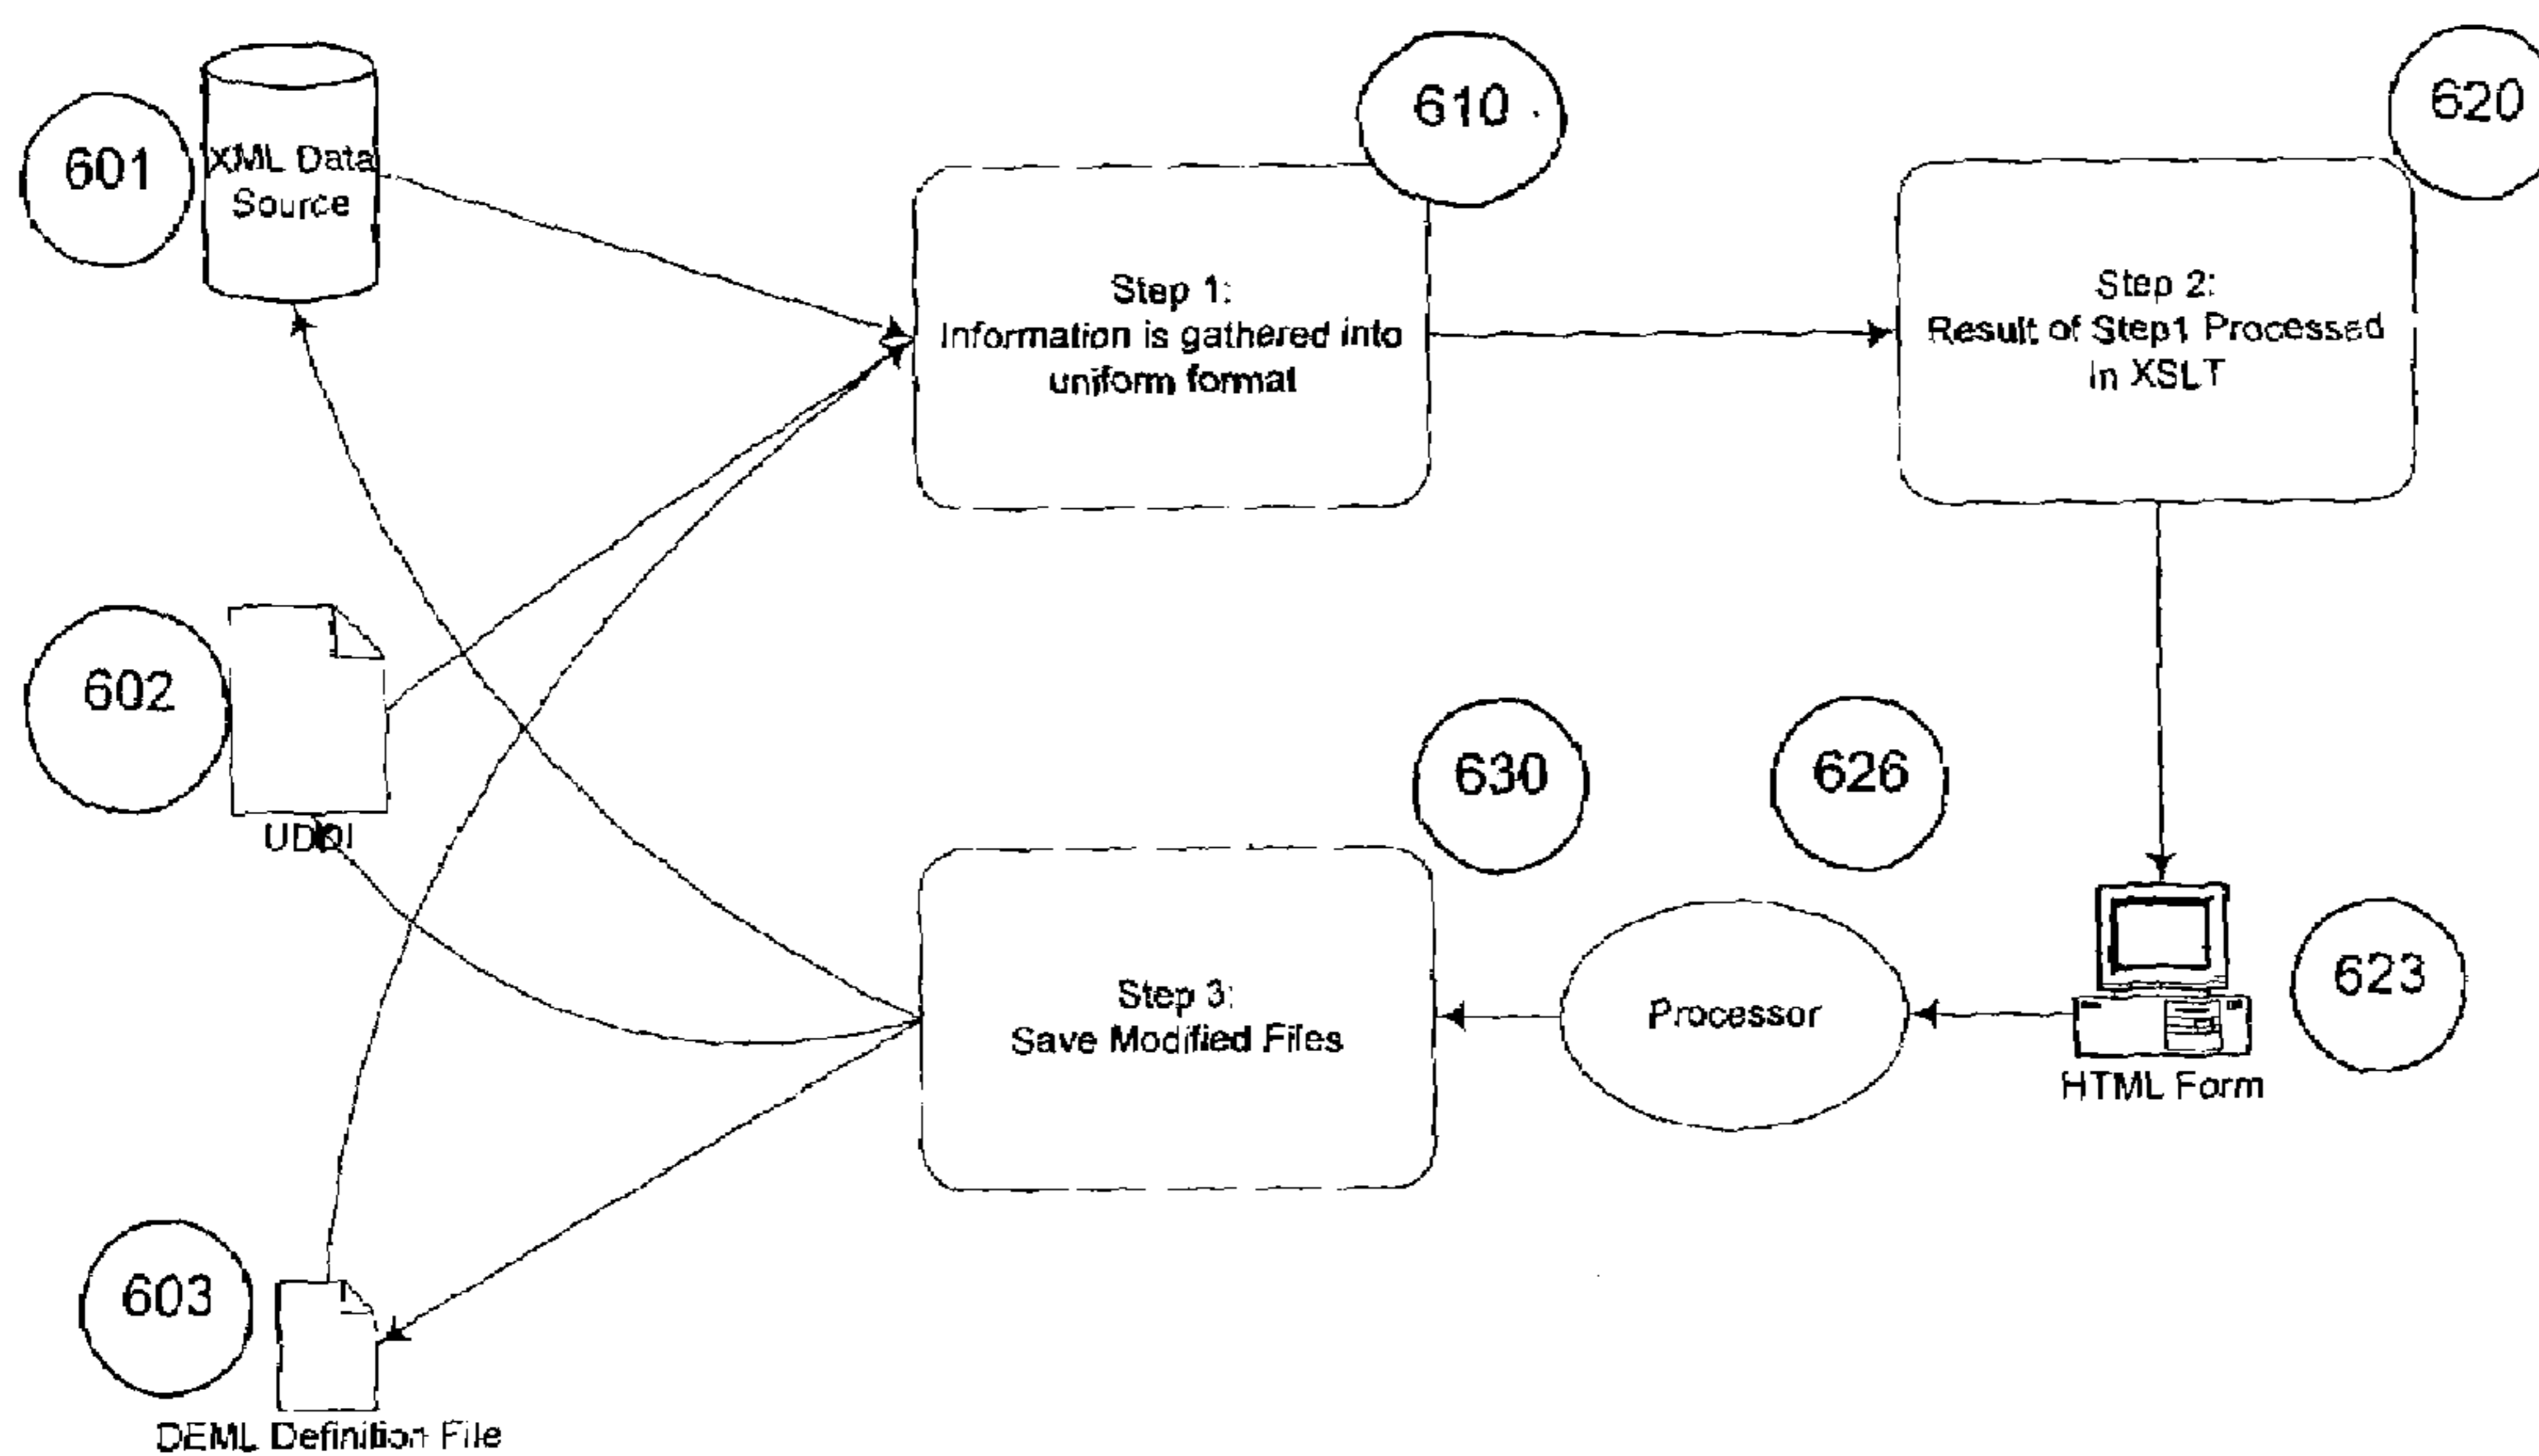 601
XML Data
Source
610
620
Step 1:
Information is gathered into
uniform format
Step 2:
Result of Step1 Processed
in XSLT
602
UDDI
630
626
Step 3:
Save Modified Files
Processor
623
HTML Form
603
DEML Definition File